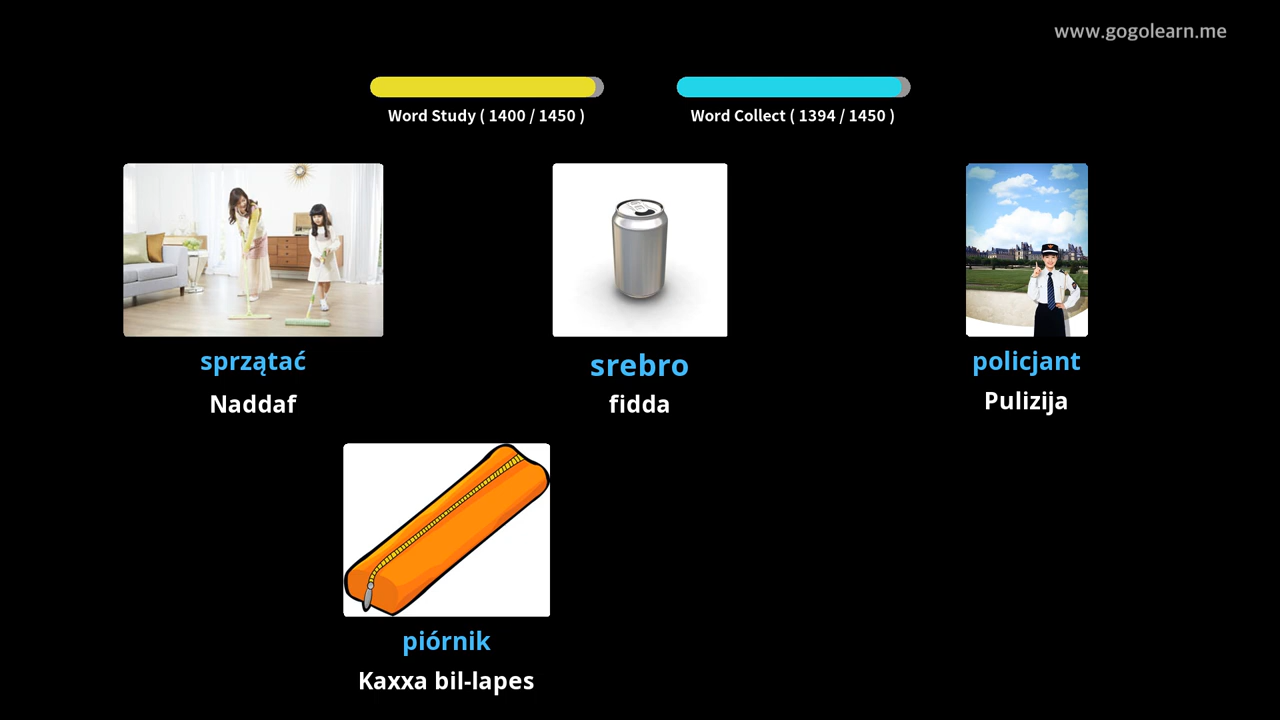 www.gogolearn.me
Word Study ( 1400 / 1450 )
Word Collect ( 1394 / 1450 )
sprzątać
Naddaf
srebro
fidda
policjant
Pulizija
piórnik
Kaxxa bil-lapes